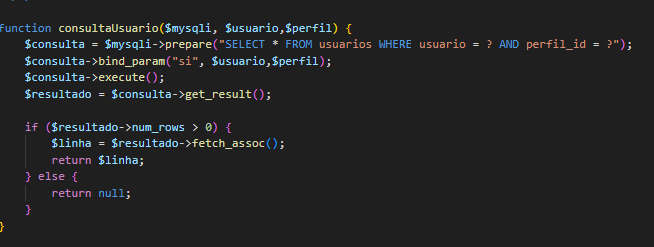 function consultaUsuario($mysqli, $usuario,$perfil) {
    $consulta = $mysqli->prepare("SELECT * FROM usuarios WHERE usuario = ? AND perfil_id = ?");
    $consulta->bind_param("si", $usuario,$perfil);
    $consulta->execute();
    $resultado = $consulta->get_result();

    if ($resultado->num_rows > 0) {
        $linha = $resultado->fetch_assoc();
        return $linha;
    } else {
        return null;
    }
}